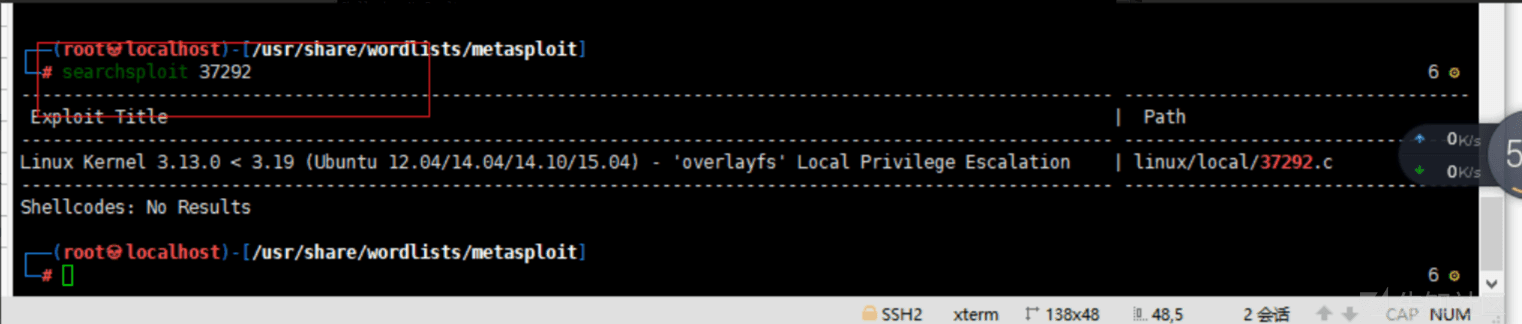 ┌──(root㉿localhost)-[/usr/share/wordlists/metasploit]
└─# searchsploit 37292 6 ⚙
Exploit Title | Path
Linux Kernel 3.13.0 < 3.19 (Ubuntu 12.04/14.04/14.10/15.04) - 'overlayfs' Local Privilege Escalation | linux/local/37292.c
Shellcodes: No Results
┌──(root㉿localhost)-[/usr/share/wordlists/metasploit]
└─# 6 ⚙
↑ 0K/s
↓ 0K/s
5
SSH2 xterm 138x48 48,5 2 会话 CAP NUM